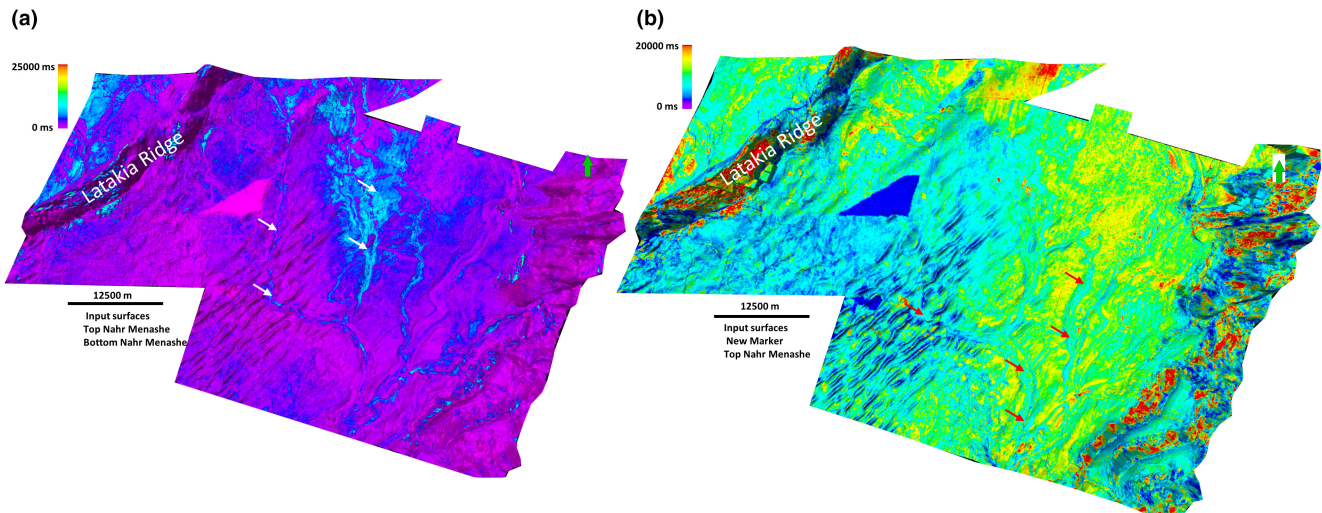 (a)
25000 ms
0 ms
Latakia Ridge
12500 m
Input surfaces
Top Nahr Menashe
Bottom Nahr Menashe
(b)
20000 ms
0 ms
Latakia Ridge
12500 m
Input surfaces
New Marker
Top Nahr Menashe